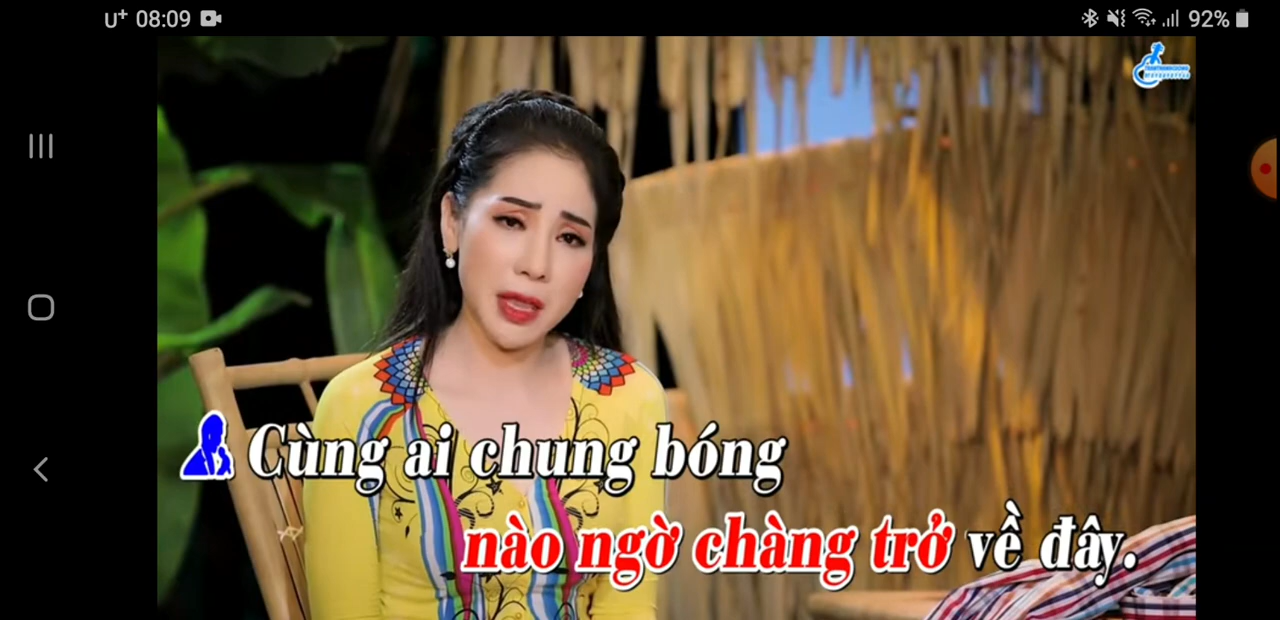 U⁺ 08:09
92%
Cùng ai chung bóng
nào ngờ chàng trở về đây.